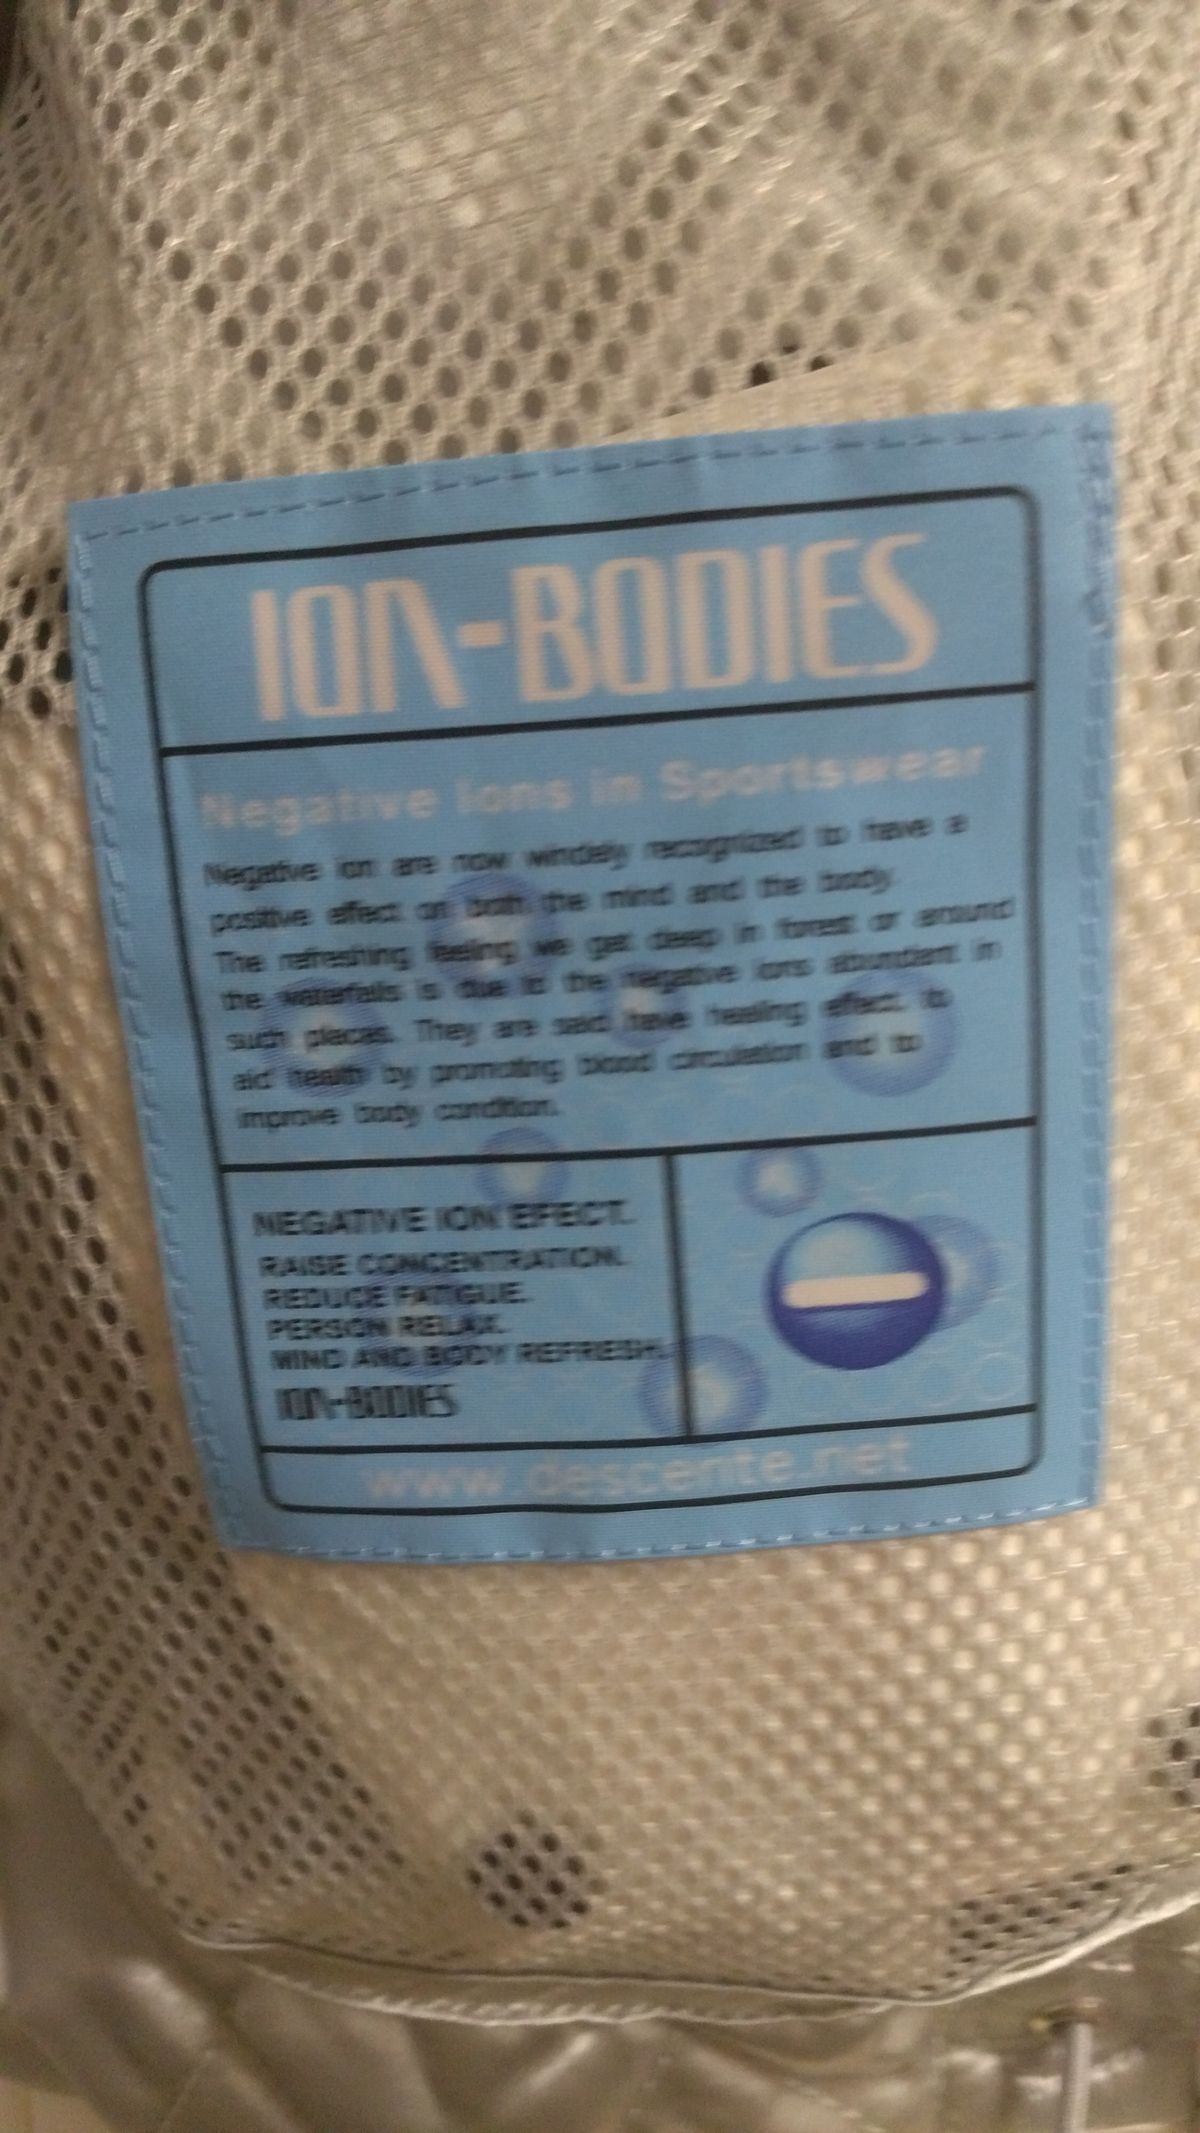 ION-BODIES
Negative Ions in Sportswear
Negative ion are now windely recognized to have a
positive effect on both the mind and the body.
The refreshing feeling we get deep in forest or around
the waterfalls is due to the negative ions abundant in
such placas. They are said have healing effect, to
aid health by promoting blood circulation and to
improve body condition.
NEGATIVE ION EFECT.
RAISE CONCENTRATION.
REDUCE FATIGUE.
PERSON RELAX.
MIND AND BODY REFRESH.
ION-BODIES
www.descente.net